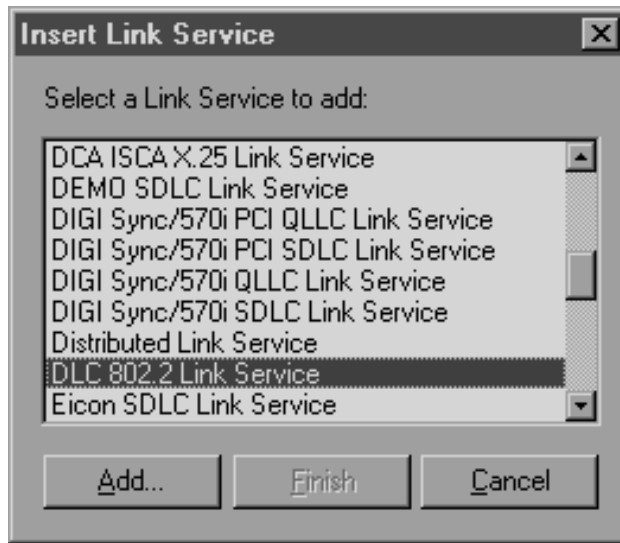 Insert Link Service
Select a Link Service to add:
DCA ISCA X.25 Link Service
DEMO SDLC Link Service
DIGI Sync/570i PCI QLLC Link Service
DIGI Sync/570i PCI SDLC Link Service
DIGI Sync/570i QLLC Link Service
DIGI Sync/570i SDLC Link Service
Distributed Link Service
DLC 802.2 Link Service
Eicon SDLC Link Service
Add... Finish Cancel